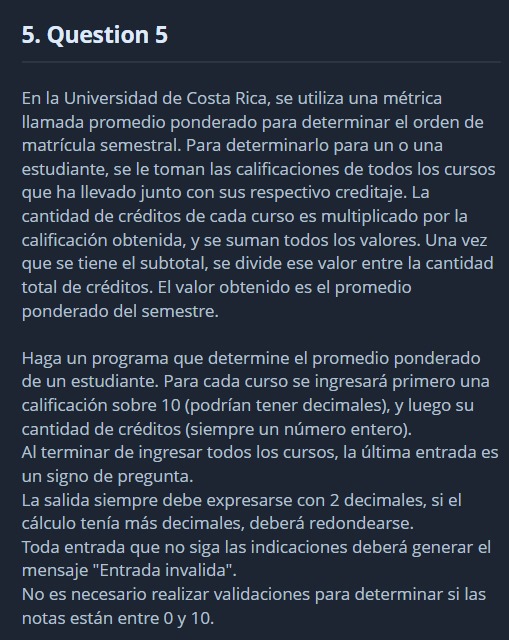 5. Question 5
En la Universidad de Costa Rica, se utiliza una métrica
llamada promedio ponderado para determinar el orden de
matrícula semestral. Para determinarlo para un o una
estudiante, se le toman las calificaciones de todos los cursos
que ha llevado junto con sus respectivo creditaje. La
cantidad de créditos de cada curso es multiplicado por la
calificación obtenida, y se suman todos los valores. Una vez
que se tiene el subtotal, se divide ese valor entre la cantidad
total de créditos. El valor obtenido es el promedio
ponderado del semestre.
Haga un programa que determine el promedio ponderado
de un estudiante. Para cada curso se ingresará primero una
calificación sobre 10 (podrían tener decimales), y luego su
cantidad de créditos (siempre un número entero).
Al terminar de ingresar todos los cursos, la última entrada es
un signo de pregunta.
La salida siempre debe expresarse con 2 decimales, si el
cálculo tenía más decimales, deberá redondearse.
Toda entrada que no siga las indicaciones deberá generar el
mensaje "Entrada invalida".
No es necesario realizar validaciones para determinar si las
notas están entre 0 y 10.